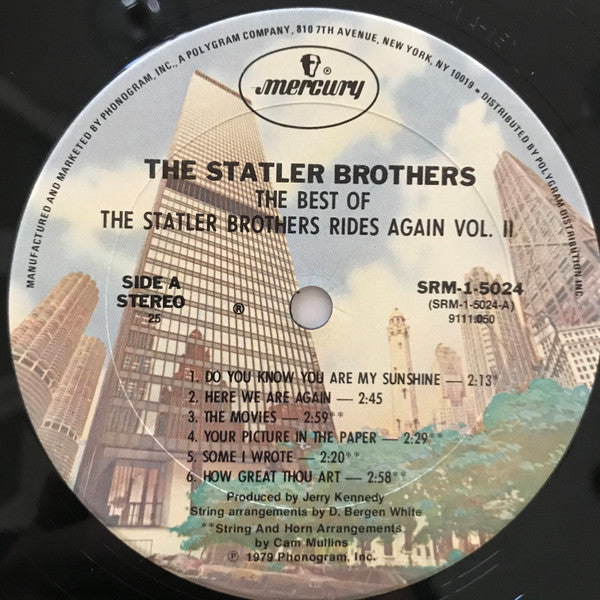 MANUFACTURED AND MARKETED BY PHONOGRAM, INC., A POLYGRAM COMPANY, 810 7TH AVENUE, NEW YORK, NY 10019 • DISTRIBUTED BY POLYGRAM DISTRIBUTION INC.
mercury ®
THE STATLER BROTHERS
THE BEST OF
THE STATLER BROTHERS RIDES AGAIN VOL. II
SIDE A
STEREO
25
®
SRM-1-5024
(SRM-1-5024-A)
9111.050
1. DO YOU KNOW YOU ARE MY SUNSHINE — 2:13*
2. HERE WE ARE AGAIN — 2:45
3. THE MOVIES — 2:59**
4. YOUR PICTURE IN THE PAPER — 2:29**
5. SOME I WROTE — 2:20**
6. HOW GREAT THOU ART — 2:58**
Produced by Jerry Kennedy
*String arrangements by D. Bergen White
**String And Horn Arrangements
by Cam Mullins
℗ 1979 Phonogram, Inc.